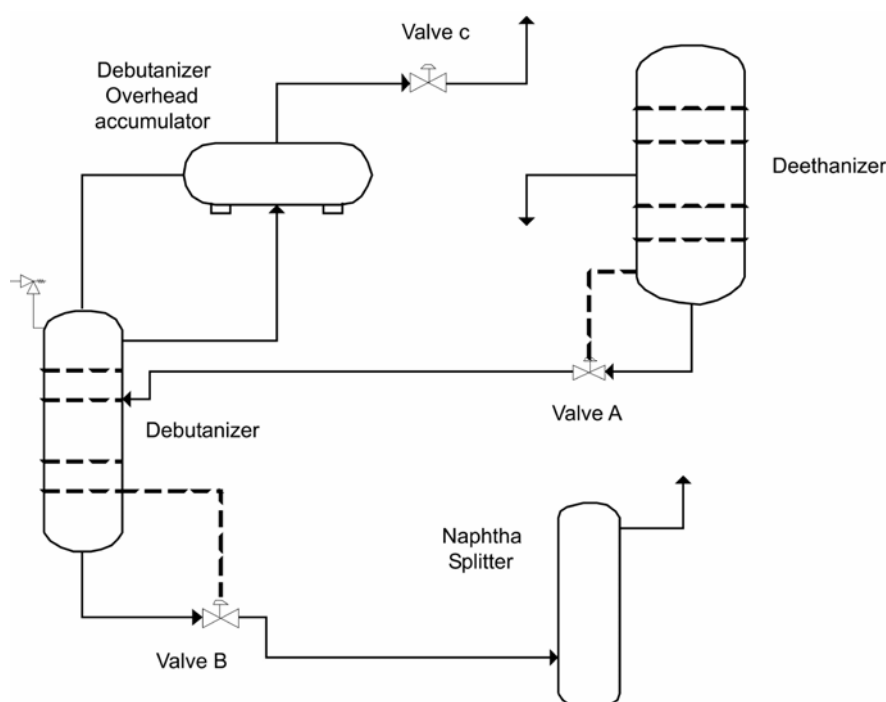 Valve c
Debutanizer
Overhead
accumulator
Deethanizer
Valve A
Debutanizer
Naphtha
Splitter
Valve B